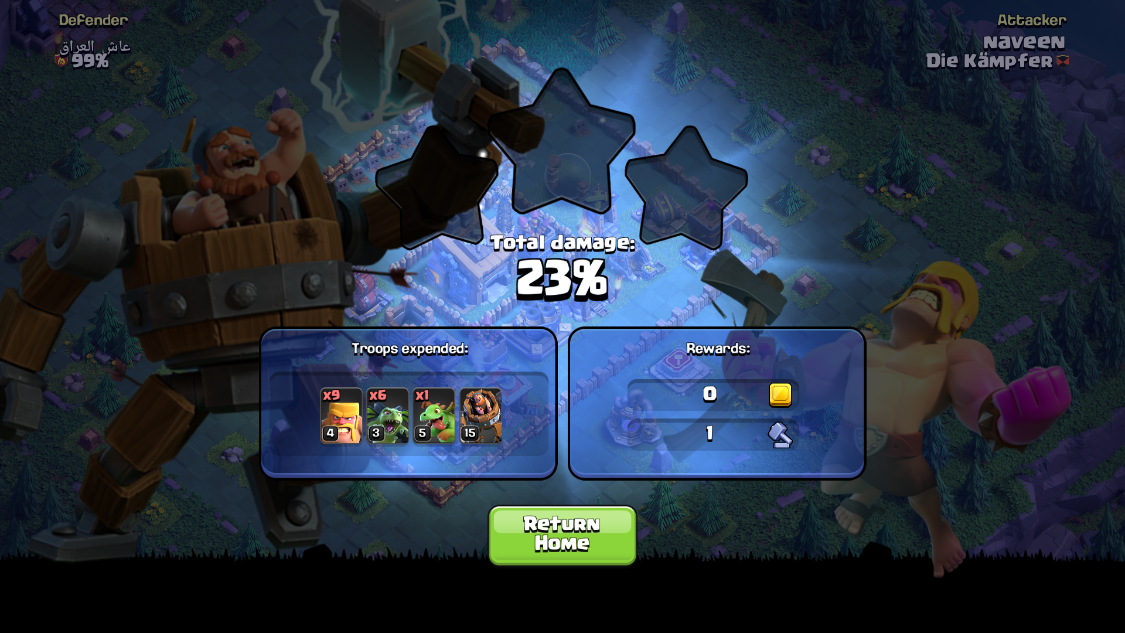 Defender
عاش العراق
99%
Attacker
naveen
Die Kämpfer
Total damage:
23%
Troops expended:
x9
x6
x1
4
3
5
15
Rewards:
0
1
Return
Home